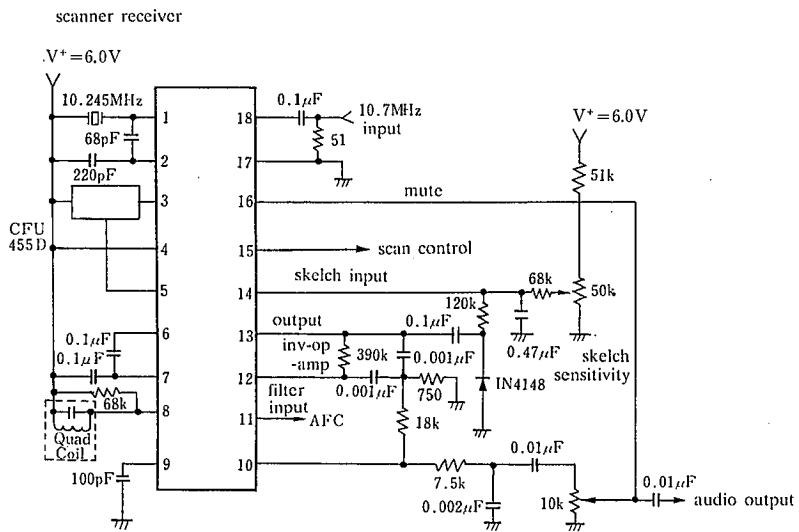 scanner receiver
V⁺=6.0V
10.245MHz
68pF
220pF
CFU
455D
0.1μF
0.1μF
68k
Quad
Coil
100pF
1
2
3
4
5
6
7
8
9
18
17
16
15
14
13
12
11
10
0.1μF
10.7MHz
input
51
mute
scan control
skelch input
output
inv-op
-amp
filter
input
AFC
390k
0.001μF
0.001μF
750
18k
0.1μF
120k
68k
0.47μF
IN4148
V⁺=6.0V
51k
50k
skelch
sensitivity
7.5k
0.002μF
0.01μF
10k
0.01μF
audio output